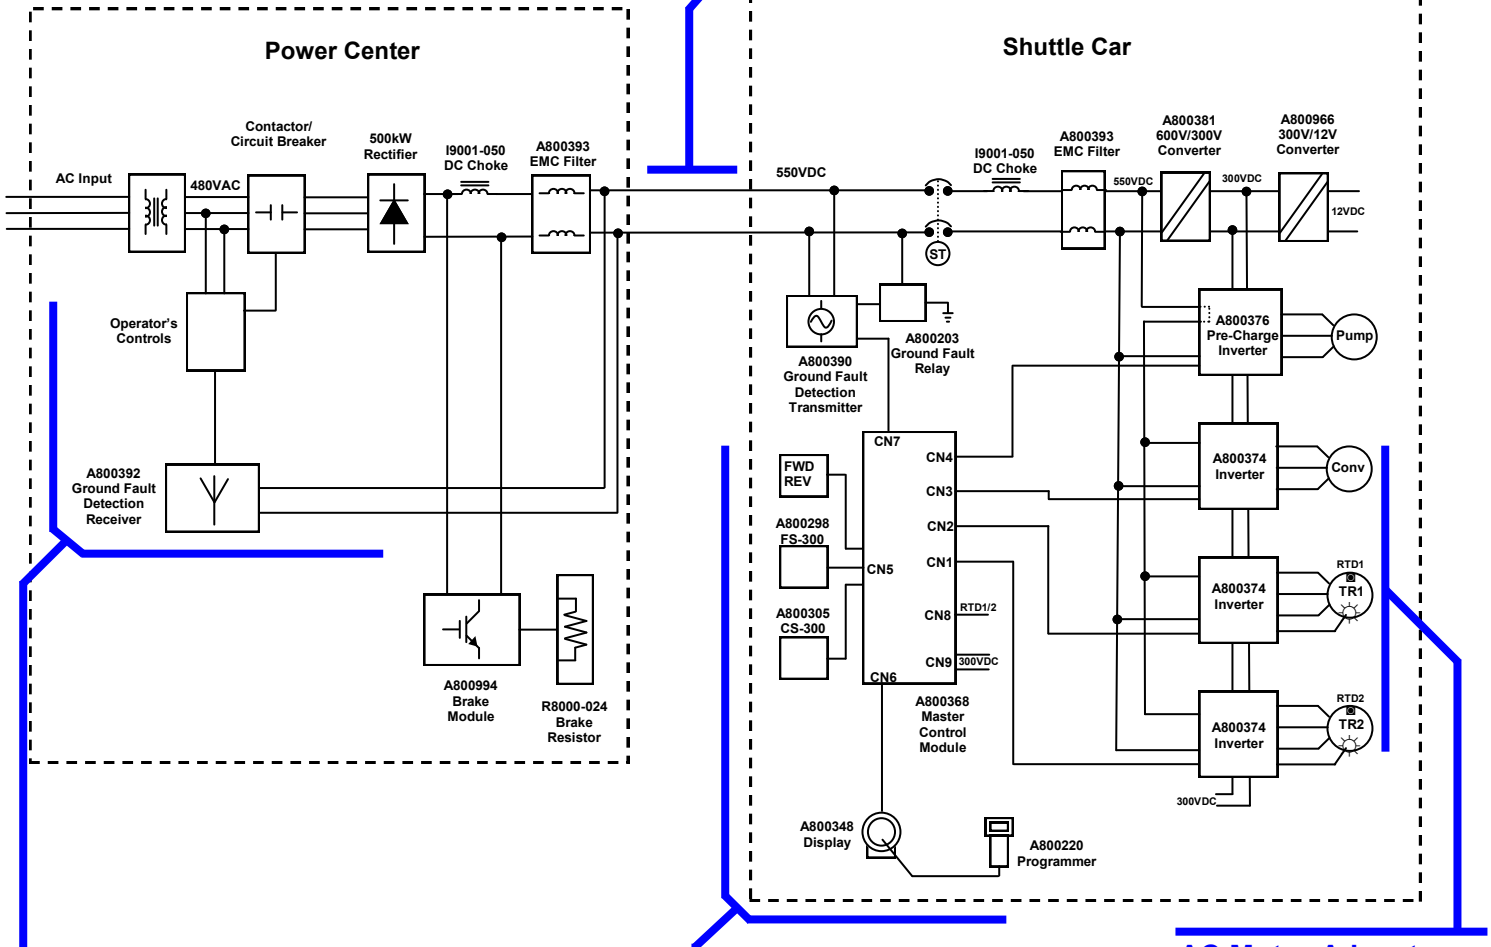 Power Center
Shuttle Car
AC Input
480VAC
Contactor/
Circuit Breaker
500kW
Rectifier
I9001-050
DC Choke
A800393
EMC Filter
550VDC
I9001-050
DC Choke
A800393
EMC Filter
550VDC
A800381
600V/300V
Converter
300VDC
A800966
300V/12V
Converter
12VDC
ST
Operator's
Controls
A800392
Ground Fault
Detection
Receiver
A800994
Brake
Module
R8000-024
Brake
Resistor
A800390
Ground Fault
Detection
Transmitter
A800203
Ground Fault
Relay
A800376
Pre-Charge
Inverter
Pump
CN7
CN4
CN3
CN2
CN1
CN5
CN8
RTD1/2
CN9
300VDC
CN6
FWD
REV
A800298
FS-300
A800305
CS-300
A800368
Master
Control
Module
A800374
Inverter
Conv
A800374
Inverter
RTD1
TR1
A800374
Inverter
RTD2
TR2
300VDC
A800348
Display
A800220
Programmer